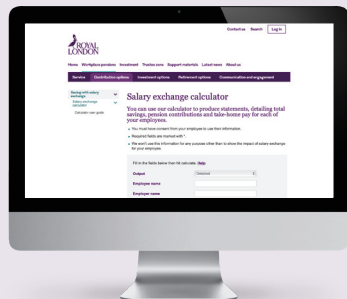 Contact us Search Log in
ROYAL
LONDON
Home Workplace pensions Investment Trustee zone Support materials Latest news About us
Service Contribution options Investment options Retirement options Communication and engagement
Saving with salary
exchange
Salary exchange
calculator
Calculator user guide
Salary exchange calculator
You can use our calculator to produce statements, detailing total
savings, pension contributions and take-home pay for each of
your employees.
You must have consent from your employee to use their information.
Required fields are marked with *.
We won't use this information for any purpose other than to show the impact of salary exchange
for your employee.
Fill in the fields below then hit calculate. Help
Output
Employee name
Employee name